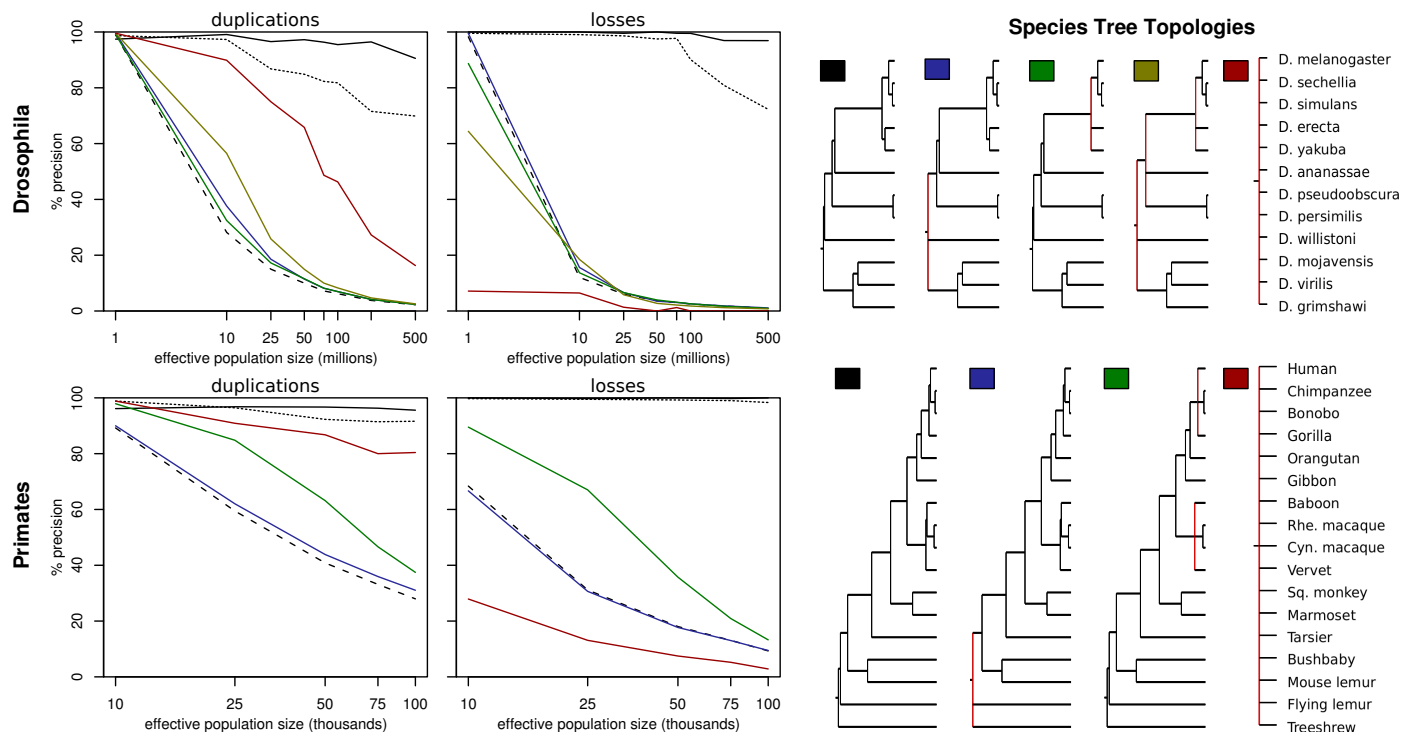 duplications
losses
Species Tree Topologies
Drosophila
% precision
0 20 40 60 80 100
1 10 25 50 100 500
effective population size (millions)
1 10 25 50 100 500
effective population size (millions)
D. melanogaster
D. sechellia
D. simulans
D. erecta
D. yakuba
D. ananassae
D. pseudoobscura
D. persimilis
D. willistoni
D. mojavensis
D. virilis
D. grimshawi
duplications
losses
Primates
% precision
0 20 40 60 80 100
10 25 50 75 100
effective population size (thousands)
10 25 50 75 100
effective population size (thousands)
Human
Chimpanzee
Bonobo
Gorilla
Orangutan
Gibbon
Baboon
Rhe. macaque
Cyn. macaque
Vervet
Sq. monkey
Marmoset
Tarsier
Bushbaby
Mouse lemur
Flying lemur
Treeshrew